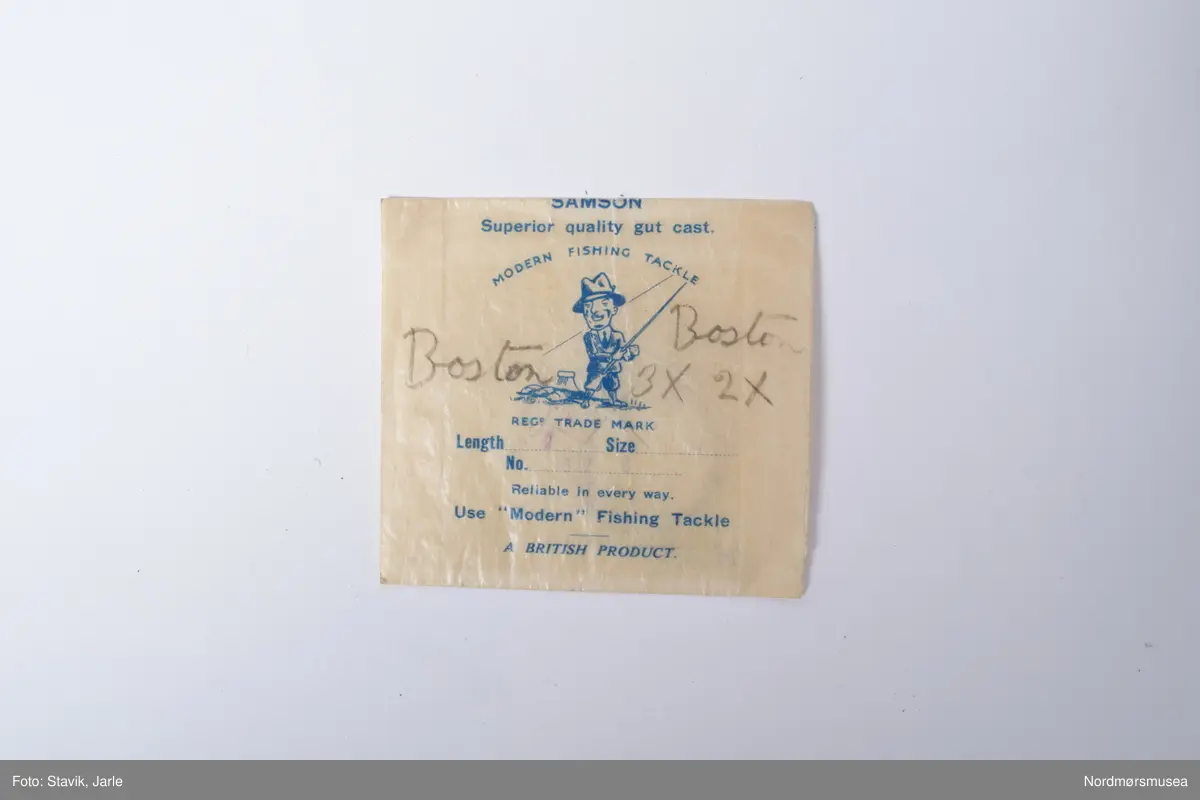 SAMSON
Superior quality gut cast.
MODERN FISHING TACKLE
Boston
Boston
3X 2X
REGD TRADE MARK
Length Size
No.
Reliable in every way.
Use "Modern" Fishing Tackle
A BRITISH PRODUCT.
Foto: Stavik, Jarle
Nordmørsmusea